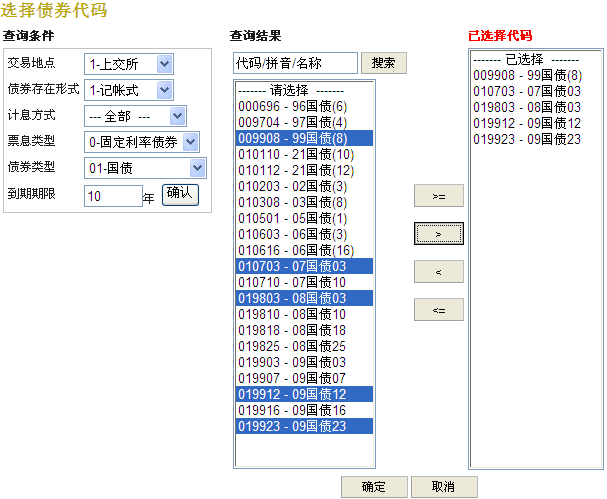 选择债券代码
查询条件
交易地点 1-上交所
债券存在形式 1-记帐式
计息方式 --- 全部 ---
票息类型 0-固定利率债券
债券类型 01-国债
到期期限 10 年 确认
查询结果
代码/拼音/名称 搜索
------- 请选择 -------
000696 - 96国债(6)
009704 - 97国债(4)
009908 - 99国债(8)
010110 - 21国债(10)
010112 - 21国债(12)
010203 - 02国债(3)
010308 - 03国债(8)
010501 - 05国债(1)
010603 - 06国债(3)
010616 - 06国债(16)
010703 - 07国债03
010710 - 07国债10
019803 - 08国债03
019810 - 08国债10
019818 - 08国债18
019825 - 08国债25
019903 - 09国债03
019907 - 09国债07
019912 - 09国债12
019916 - 09国债16
019923 - 09国债23
>=
>
<
<=
已选择代码
------- 已选择 -------
009908 - 99国债(8)
010703 - 07国债03
019803 - 08国债03
019912 - 09国债12
019923 - 09国债23
确定 取消